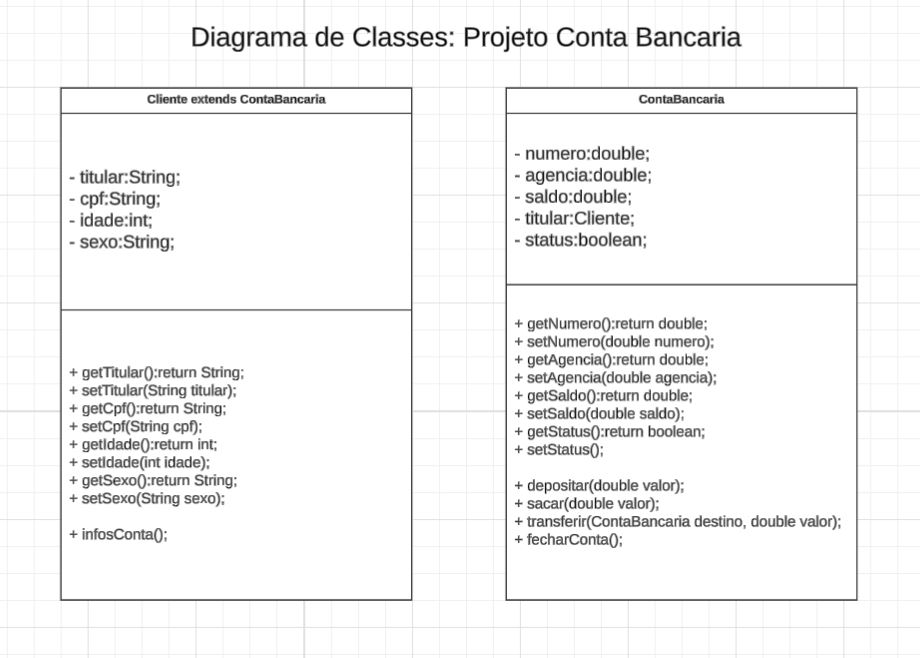 Diagrama de Classes: Projeto Conta Bancaria
Cliente extends ContaBancaria
- titular:String;
- cpf:String;
- idade:int;
- sexo:String;
+ getTitular():return String;
+ setTitular(String titular);
+ getCpf():return String;
+ setCpf(String cpf);
+ getIdade():return int;
+ setIdade(int idade);
+ getSexo():return String;
+ setSexo(String sexo);
+ infosConta();
ContaBancaria
- numero:double;
- agencia:double;
- saldo:double;
- titular:Cliente;
- status:boolean;
+ getNumero():return double;
+ setNumero(double numero);
+ getAgencia():return double;
+ setAgencia(double agencia);
+ getSaldo():return double;
+ setSaldo(double saldo);
+ getStatus():return boolean;
+ setStatus();
+ depositar(double valor);
+ sacar(double valor);
+ transferir(ContaBancaria destino, double valor);
+ fecharConta();